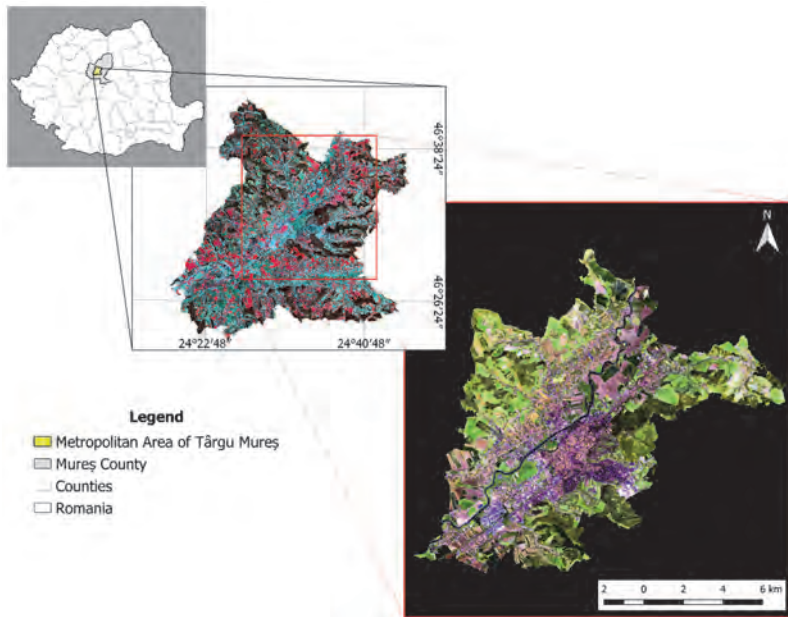 46°38'24"
46°26'24"
24°22'48"
24°40'48"
N
Legend
Metropolitan Area of Târgu Mureș
Mureș County
Counties
Romania
2 0 2 4 6 km